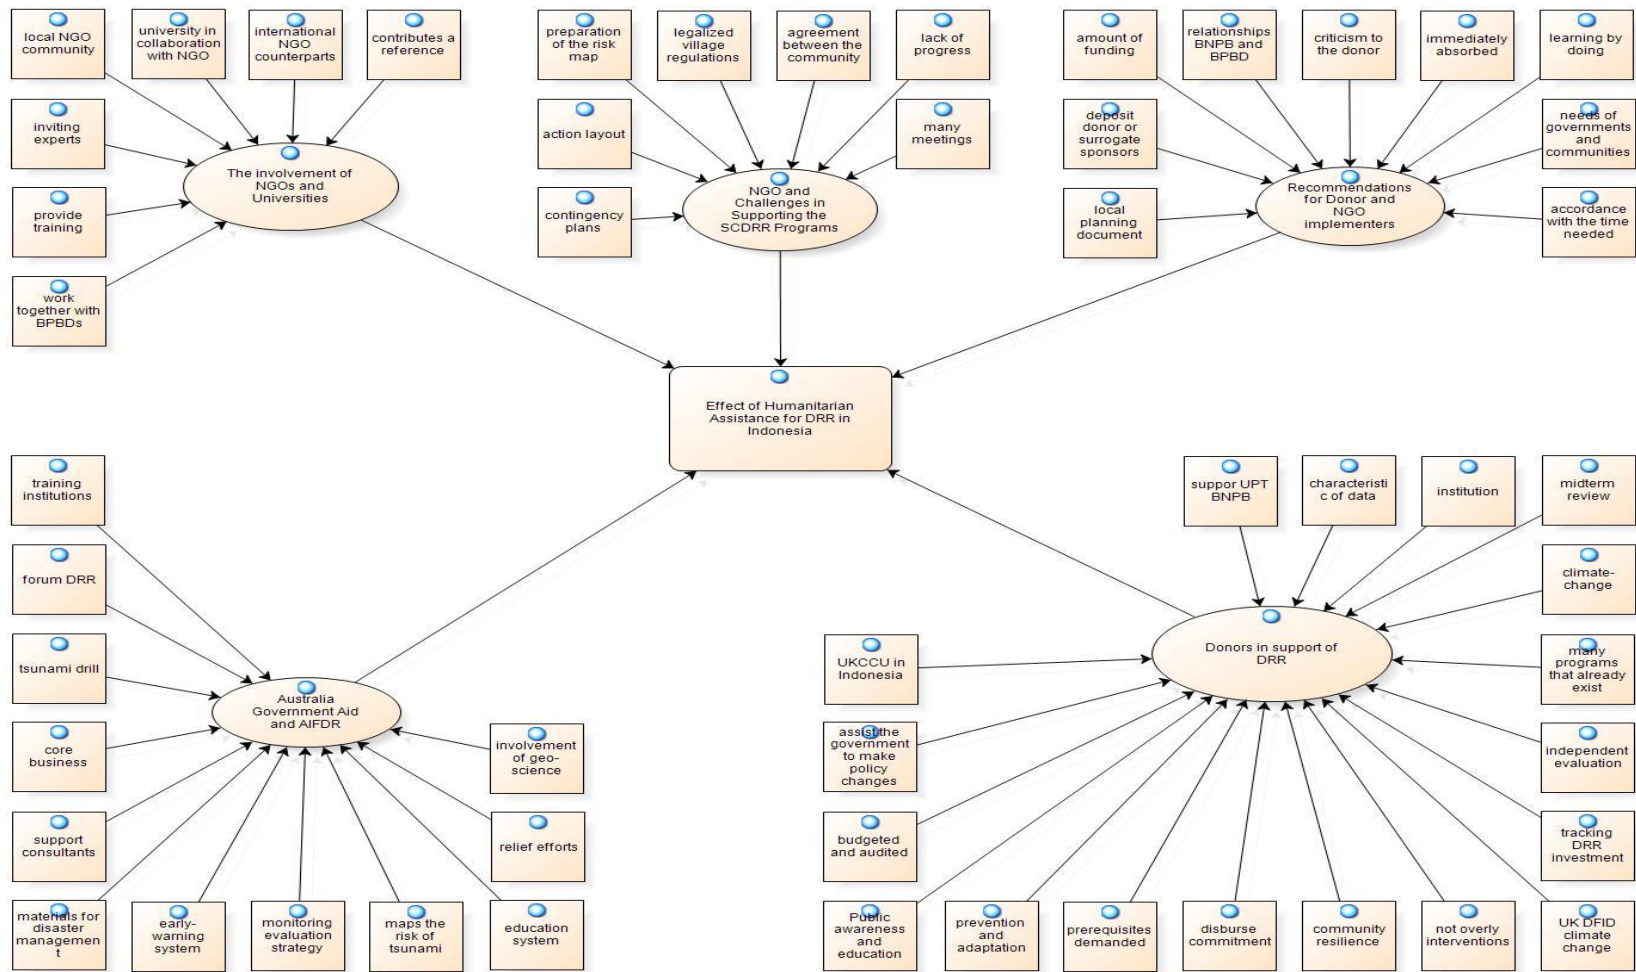 local NGO
community
university in
collaboration
with NGO
international
NGO
counterparts
contributes a
reference
inviting
experts
provide
training
work
together with
BPBDs
The involvement of
NGOs and
Universities
preparation
of the risk
map
legalized
village
regulations
agreement
between the
community
lack of
progress
action layout
many
meetings
contingency
plans
NGO and
Challenges in
Supporting the
SCDRR Programs
amount of
funding
relationships
BNPB and
BPBD
criticism to
the donor
immediately
absorbed
learning by
doing
deposit
donor or
surrogate
sponsors
needs of
governments
and
communities
local
planning
document
accordance
with the time
needed
Recommendations
for Donor and
NGO
implementers
Effect of Humanitarian
Assistance for DRR in
Indonesia
training
institutions
forum DRR
tsunami drill
core
business
support
consultants
materials for
disaster
managemen
t
early-
warning
system
monitoring
evaluation
strategy
maps the
risk of
tsunami
education
system
relief efforts
involvement
of geo-
science
Australia
Government Aid
and AIFDR
suppor UPT
BNPB
characteristi
c of data
institution
midterm
review
climate-
change
many
programs
that already
exist
independent
evaluation
tracking
DRR
investment
UK DFID
climate
change
not overly
interventions
community
resilience
disburse
commitment
prerequisites
demanded
prevention
and
adaptation
Public
awareness
and
education
budgeted
and audited
assist the
government
to make
policy
changes
UKCCU in
Indonesia
Donors in support of
DRR